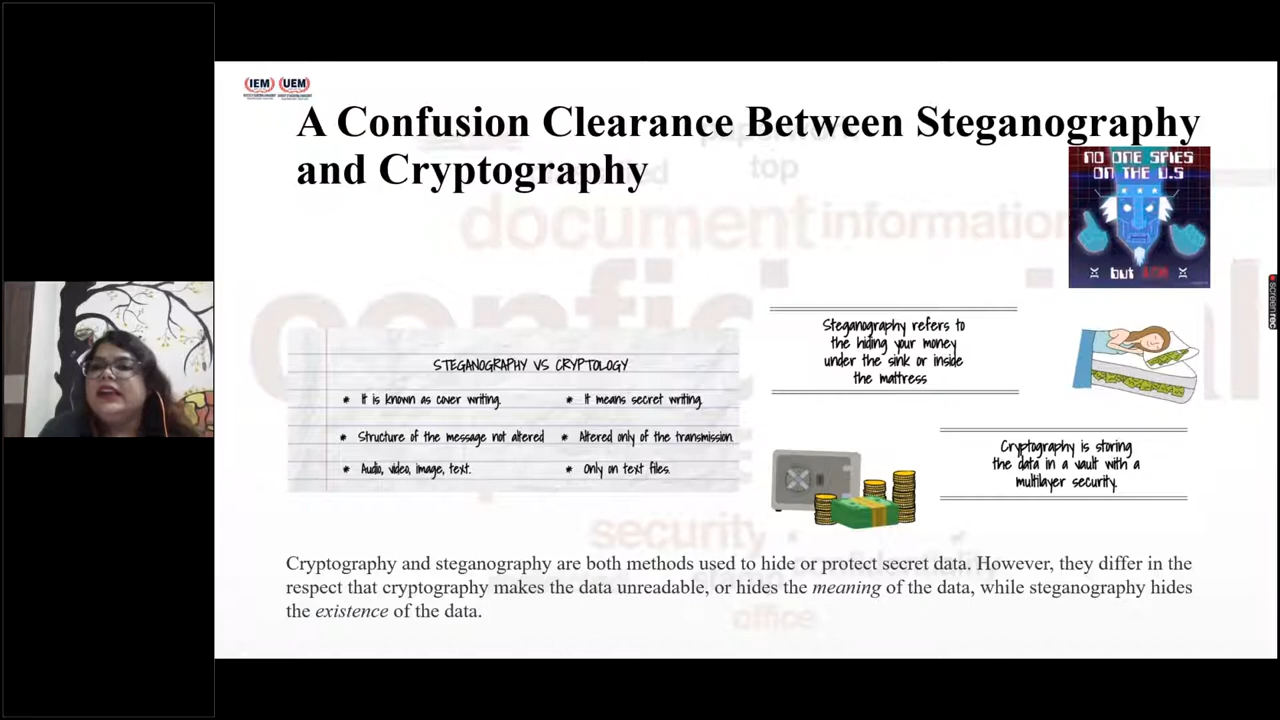 IEM UEM
A Confusion Clearance Between Steganography
and Cryptography
NO ONE SPIES
ON THE U.S
but
top
document information
STEGANOGRAPHY VS CRYPTOLOGY
* It is known as cover writing.
* It means secret writing.
* Structure of the message not altered
* Altered only of the transmission.
* Audio, video, image, text.
* Only on text files.
Steganography refers to
the hiding your money
under the sink or inside
the mattress
Cryptography is storing
the data in a vault with a
multilayer security.
security
Cryptography and steganography are both methods used to hide or protect secret data. However, they differ in the
respect that cryptography makes the data unreadable, or hides the meaning of the data, while steganography hides
the existence of the data.
office
screenrec